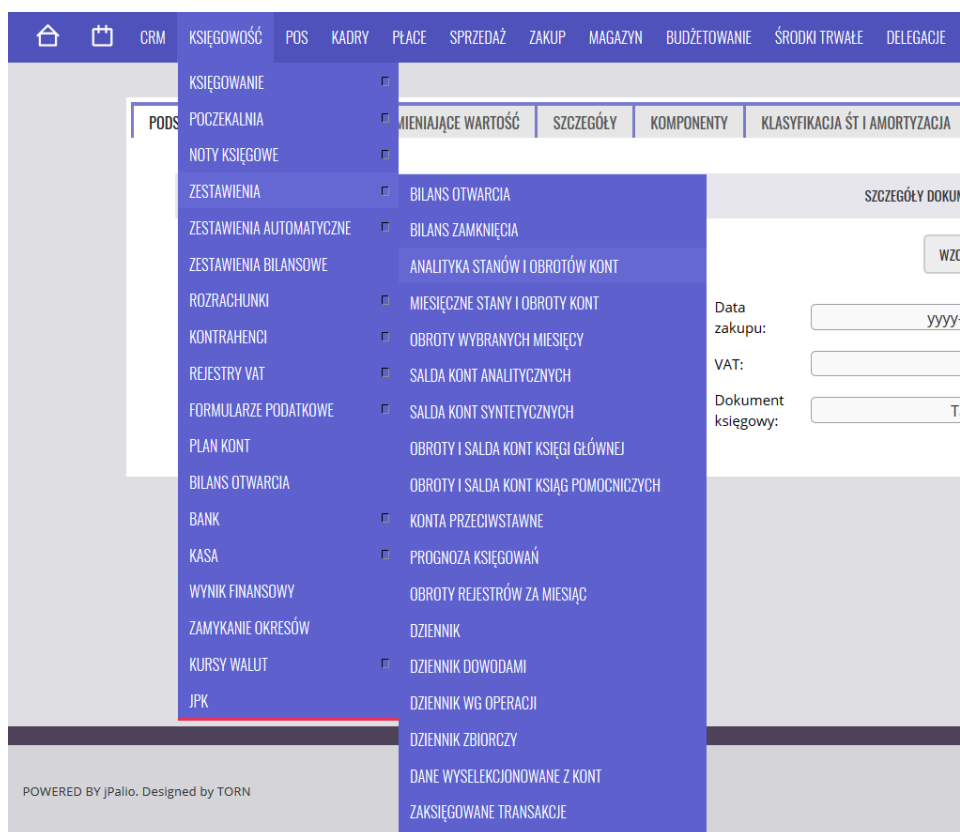 CRM KSIĘGOWOŚĆ POS KADRY PŁACE SPRZEDAŻ ZAKUP MAGAZYN BUDŻETOWANIE ŚRODKI TRWAŁE DELEGACJE
KSIĘGOWANIE
POCZEKALNIA
NOTY KSIĘGOWE
ZESTAWIENIA
ZESTAWIENIA AUTOMATYCZNE
ZESTAWIENIA BILANSOWE
ROZRACHUNKI
KONTRAHENCI
REJESTRY VAT
FORMULARZE PODATKOWE
PLAN KONT
BILANS OTWARCIA
BANK
KASA
WYNIK FINANSOWY
ZAMYKANIE OKRESÓW
KURSY WALUT
JPK
BILANS OTWARCIA
BILANS ZAMKNIĘCIA
ANALITYKA STANÓW I OBROTÓW KONT
MIESIĘCZNE STANY I OBROTY KONT
OBROTY WYBRANYCH MIESIĘCY
SALDA KONT ANALITYCZNYCH
SALDA KONT SYNTETYCZNYCH
OBROTY I SALDA KONT KSIĘGI GŁÓWNEJ
OBROTY I SALDA KONT KSIĄG POMOCNICZYCH
KONTA PRZECIWSTAWNE
PROGNOZA KSIĘGOWAŃ
OBROTY REJESTRÓW ZA MIESIĄC
DZIENNIK
DZIENNIK DOWODAMI
DZIENNIK WG OPERACJI
DZIENNIK ZBIORCZY
DANE WYSELEKCJONOWANE Z KONT
ZAKSIĘGOWANE TRANSAKCJE
PODS MIENIAJĄCE WARTOŚĆ SZCZEGÓŁY KOMPONENTY KLASYFIKACJA ŚT I AMORTYZACJA
SZCZEGÓŁY DOKUM
WZO
Data
zakupu:
yyyy-
VAT:
Dokument
księgowy:
T
POWERED BY jPalio. Designed by TORN